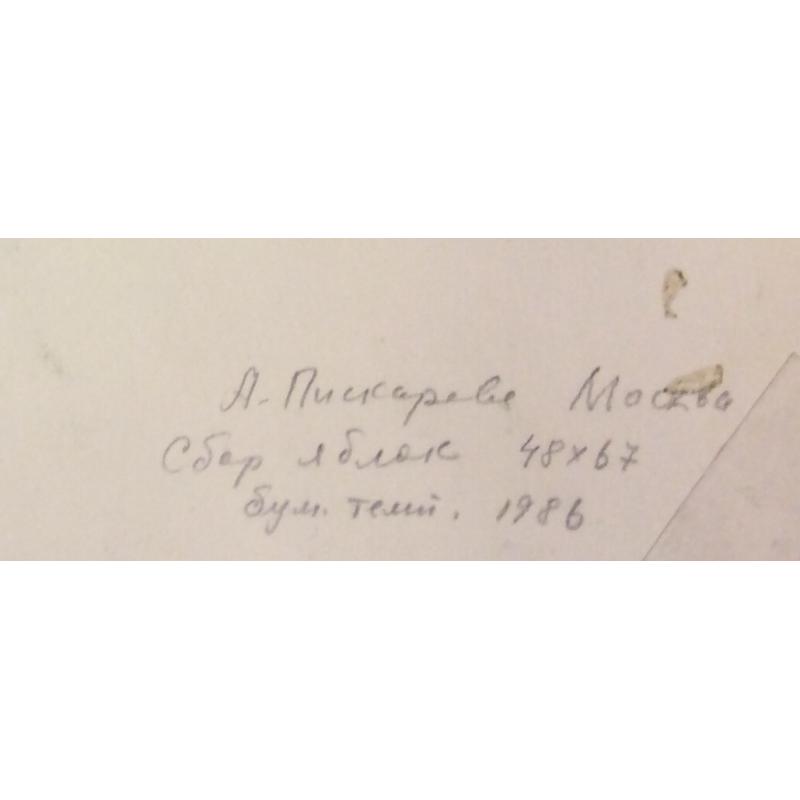 А. Пискарева Москва
Сбор яблок 48х67
бум. темп. 1986